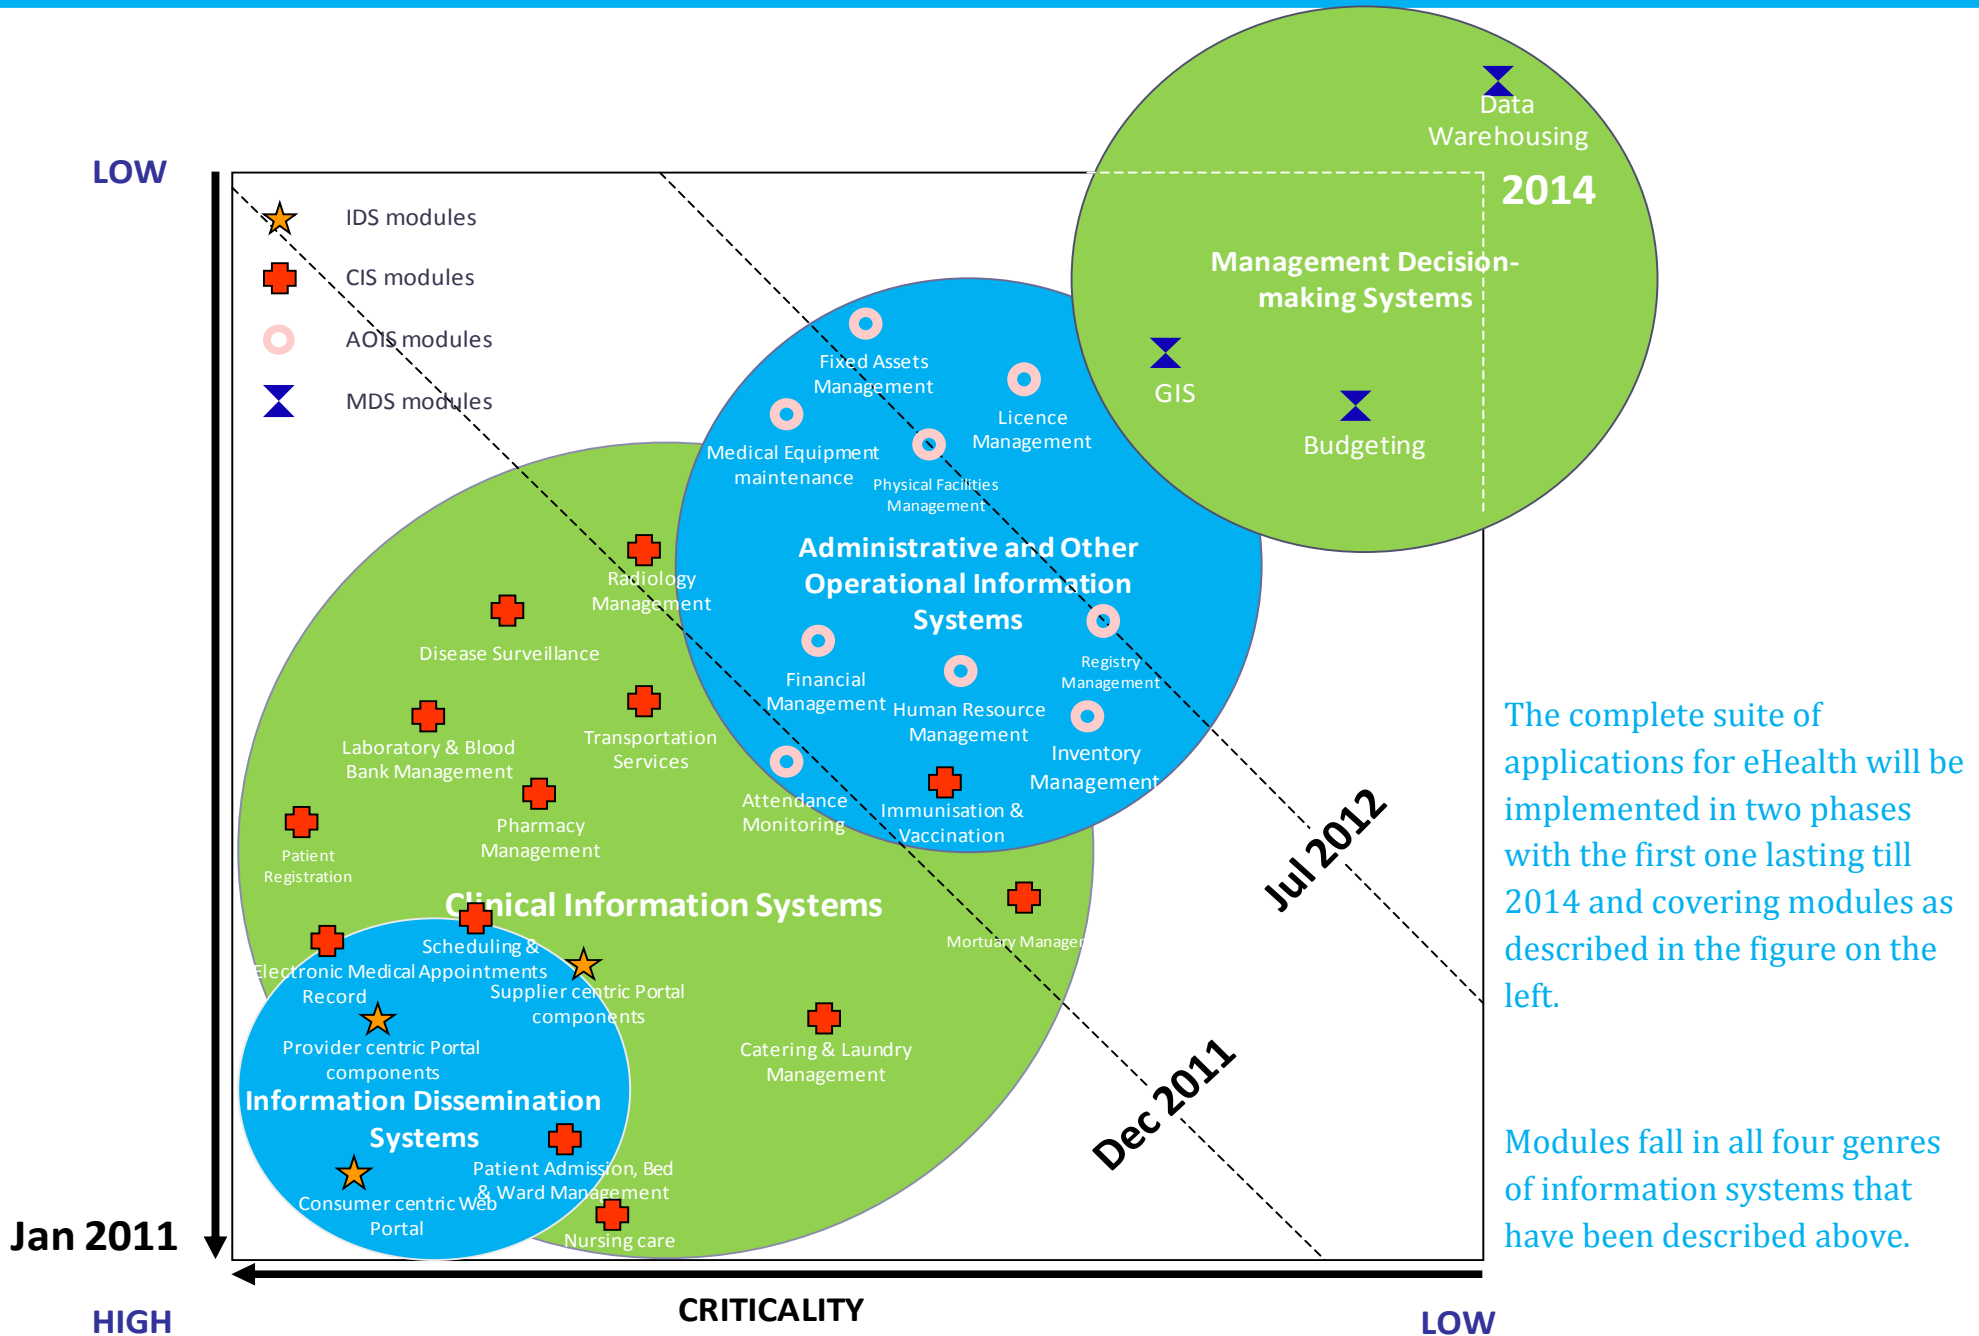 Data
Warehousing
2014
LOW
IDS modules
CIS modules
AOIS modules
MDS modules
Management Decision-
making Systems
GIS
Budgeting
Fixed Assets
Management
Licence
Management
Medical Equipment
maintenance
Physical Facilities
Management
Administrative and Other
Operational Information
Systems
Radiology
Management
Disease Surveillance
Financial
Management
Human Resource
Management
Registry
Management
Inventory
Management
Transportation
Services
Laboratory & Blood
Bank Management
Attendance
Monitoring
Immunisation &
Vaccination
Pharmacy
Management
Patient
Registration
Clinical Information Systems
Mortuary Manager
Scheduling &
Appointments
Electronic Medical
Record
Supplier centric Portal
components
Provider centric Portal
components
Catering & Laundry
Management
Information Dissemination
Systems
Patient Admission, Bed
& Ward Management
Consumer centric Web
Portal
Nursing care
Jul 2012
Dec 2011
Jan 2011
HIGH
CRITICALITY
LOW
The complete suite of
applications for eHealth will be
implemented in two phases
with the first one lasting till
2014 and covering modules as
described in the figure on the
left.
Modules fall in all four genres
of information systems that
have been described above.